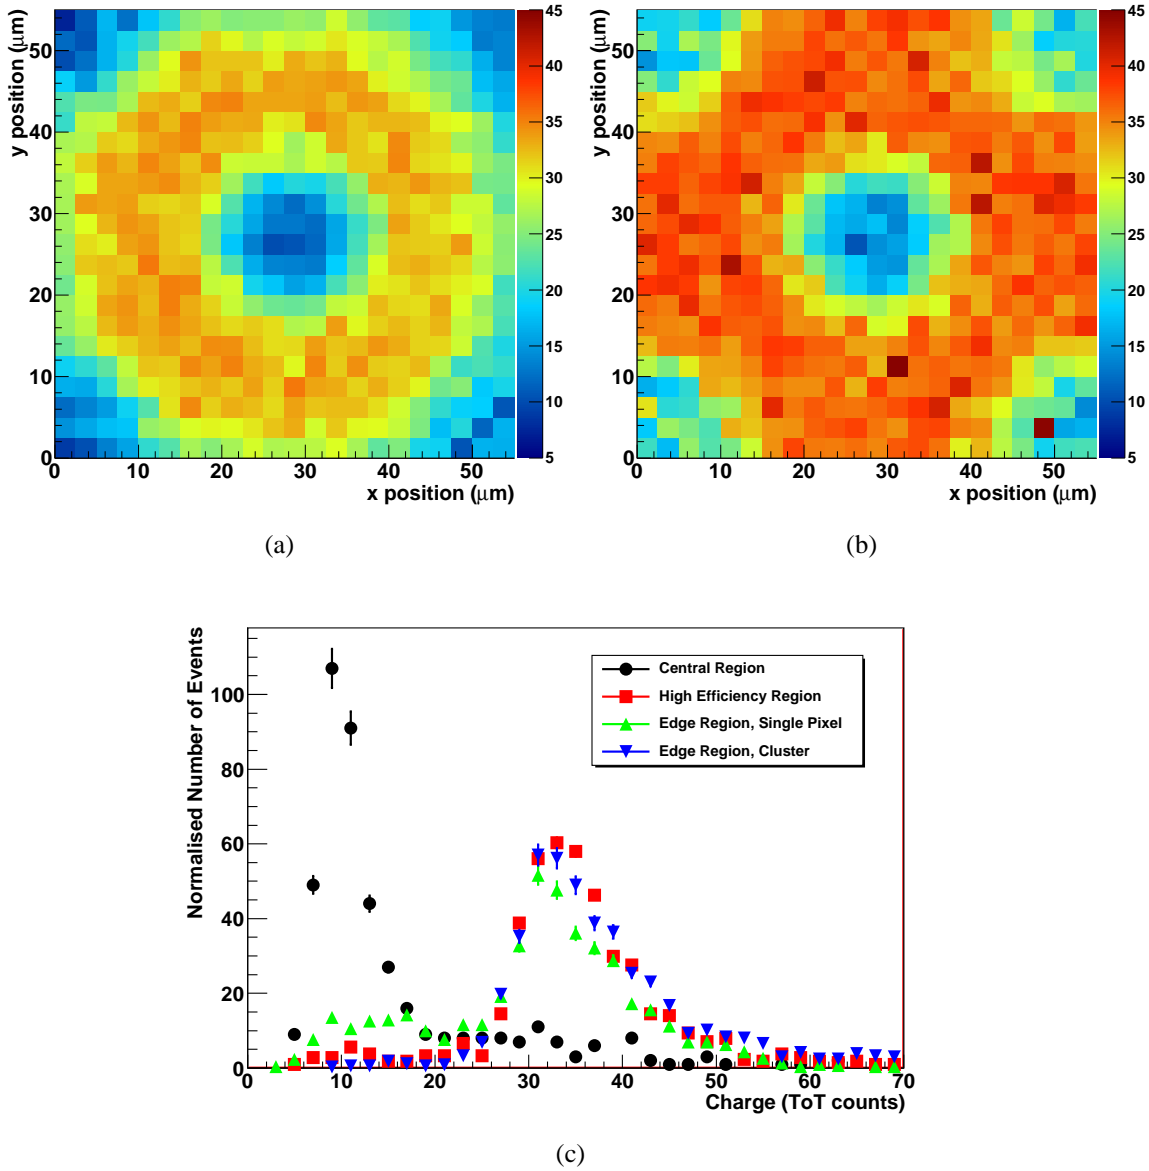 y position (μm)
50
40
30
20
10
0
0 10 20 30 40 50
x position (μm)
45
40
35
30
25
20
15
10
5
(a)
y position (μm)
50
40
30
20
10
0
0 10 20 30 40 50
x position (μm)
45
40
35
30
25
20
15
10
5
(b)
Normalised Number of Events
100
80
60
40
20
0
Central Region
High Efficiency Region
Edge Region, Single Pixel
Edge Region, Cluster
0 10 20 30 40 50 60 70
Charge (ToT counts)
(c)